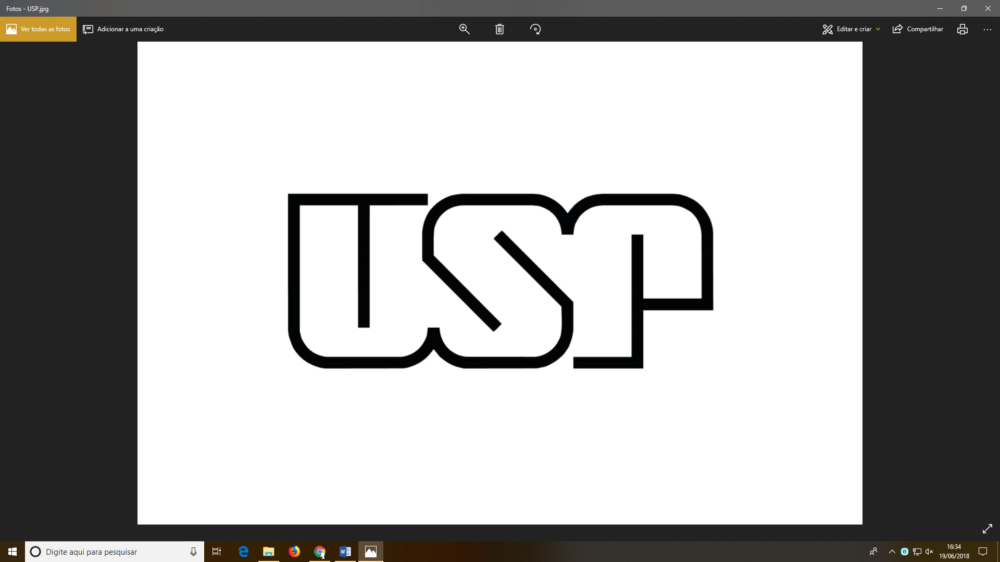 Fotos - USP.jpg
Ver todas as fotos
Adicionar a uma criação
Editar e criar
Compartilhar
USP
Digite aqui para pesquisar
16:34
19/06/2018